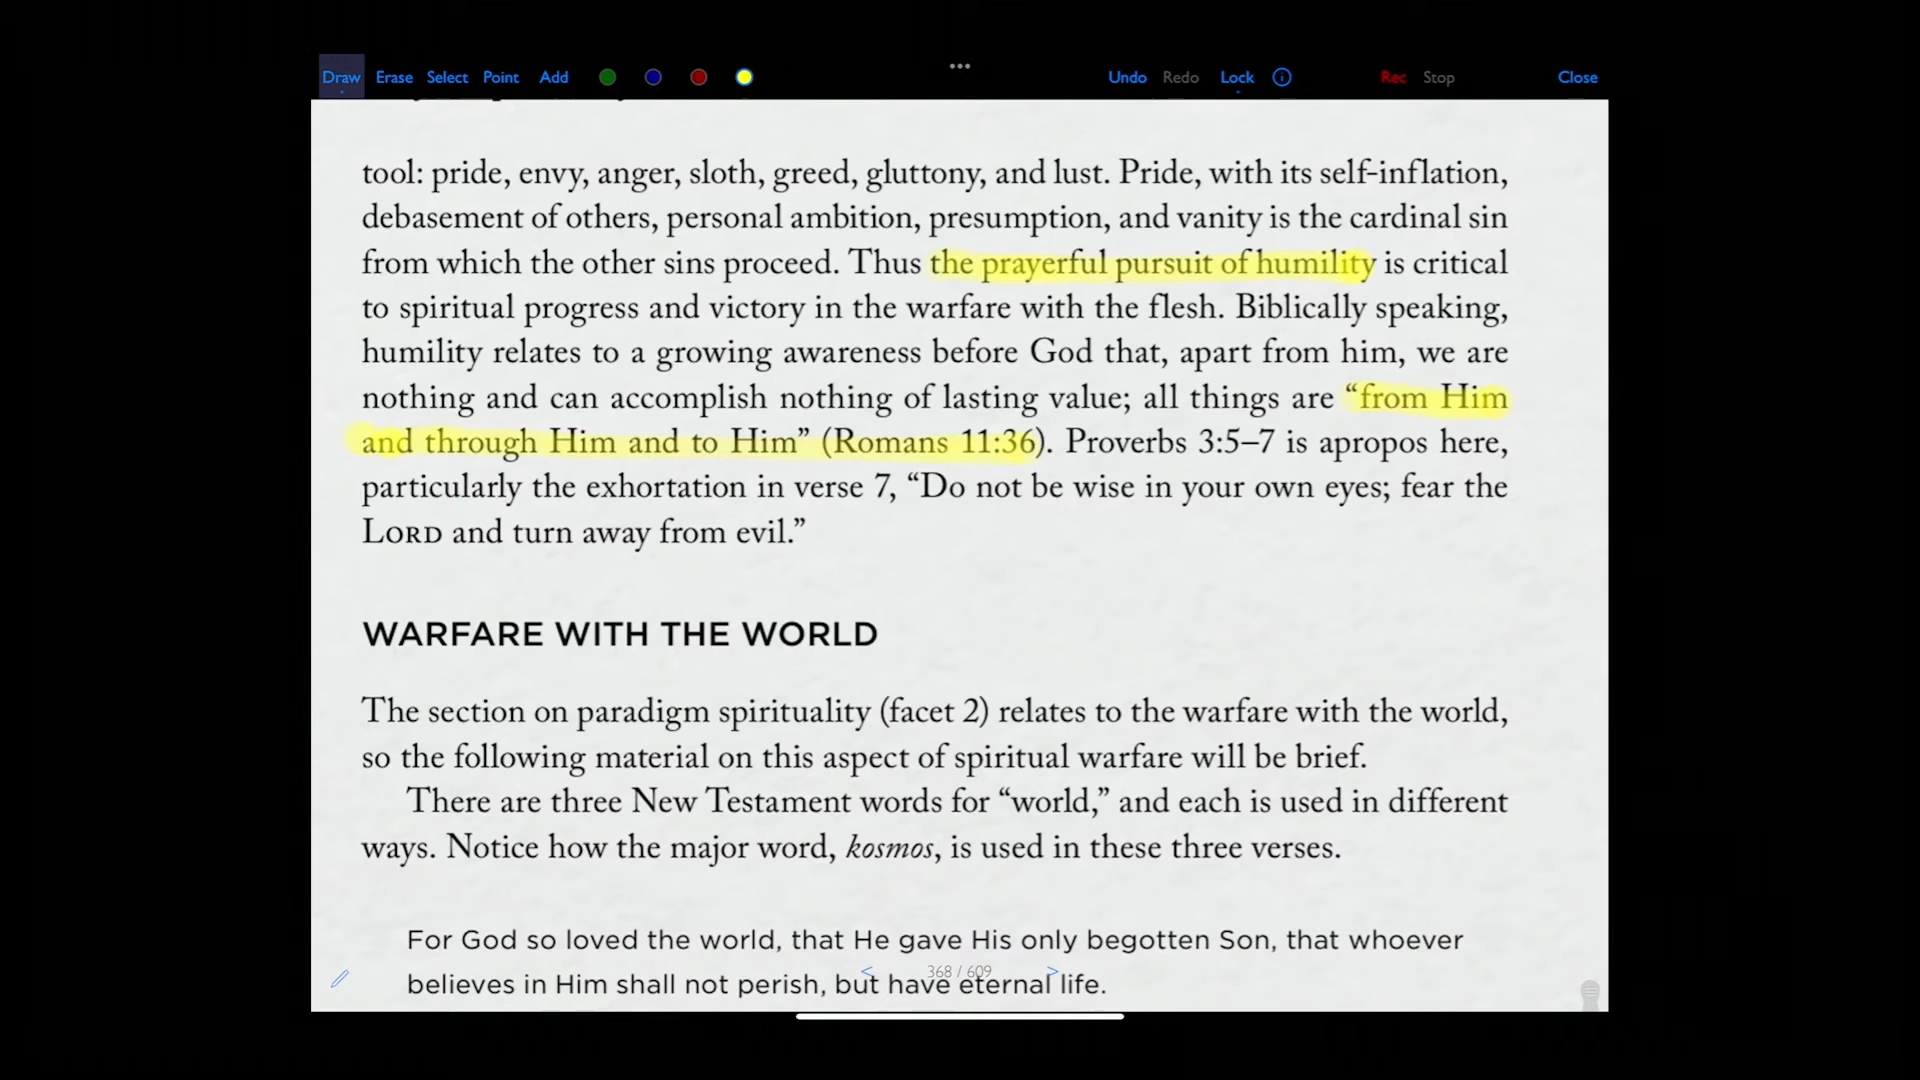 Draw Erase Select Point Add Undo Redo Lock Rec Stop Close
tool: pride, envy, anger, sloth, greed, gluttony, and lust. Pride, with its self-inflation,
debasement of others, personal ambition, presumption, and vanity is the cardinal sin
from which the other sins proceed. Thus the prayerful pursuit of humility is critical
to spiritual progress and victory in the warfare with the flesh. Biblically speaking,
humility relates to a growing awareness before God that, apart from him, we are
nothing and can accomplish nothing of lasting value; all things are “from Him
and through Him and to Him” (Romans 11:36). Proverbs 3:5–7 is apropos here,
particularly the exhortation in verse 7, “Do not be wise in your own eyes; fear the
LORD and turn away from evil.”
WARFARE WITH THE WORLD
The section on paradigm spirituality (facet 2) relates to the warfare with the world,
so the following material on this aspect of spiritual warfare will be brief.
There are three New Testament words for “world,” and each is used in different
ways. Notice how the major word, kosmos, is used in these three verses.
For God so loved the world, that He gave His only begotten Son, that whoever
< 368 / 609 >
believes in Him shall not perish, but have eternal life.